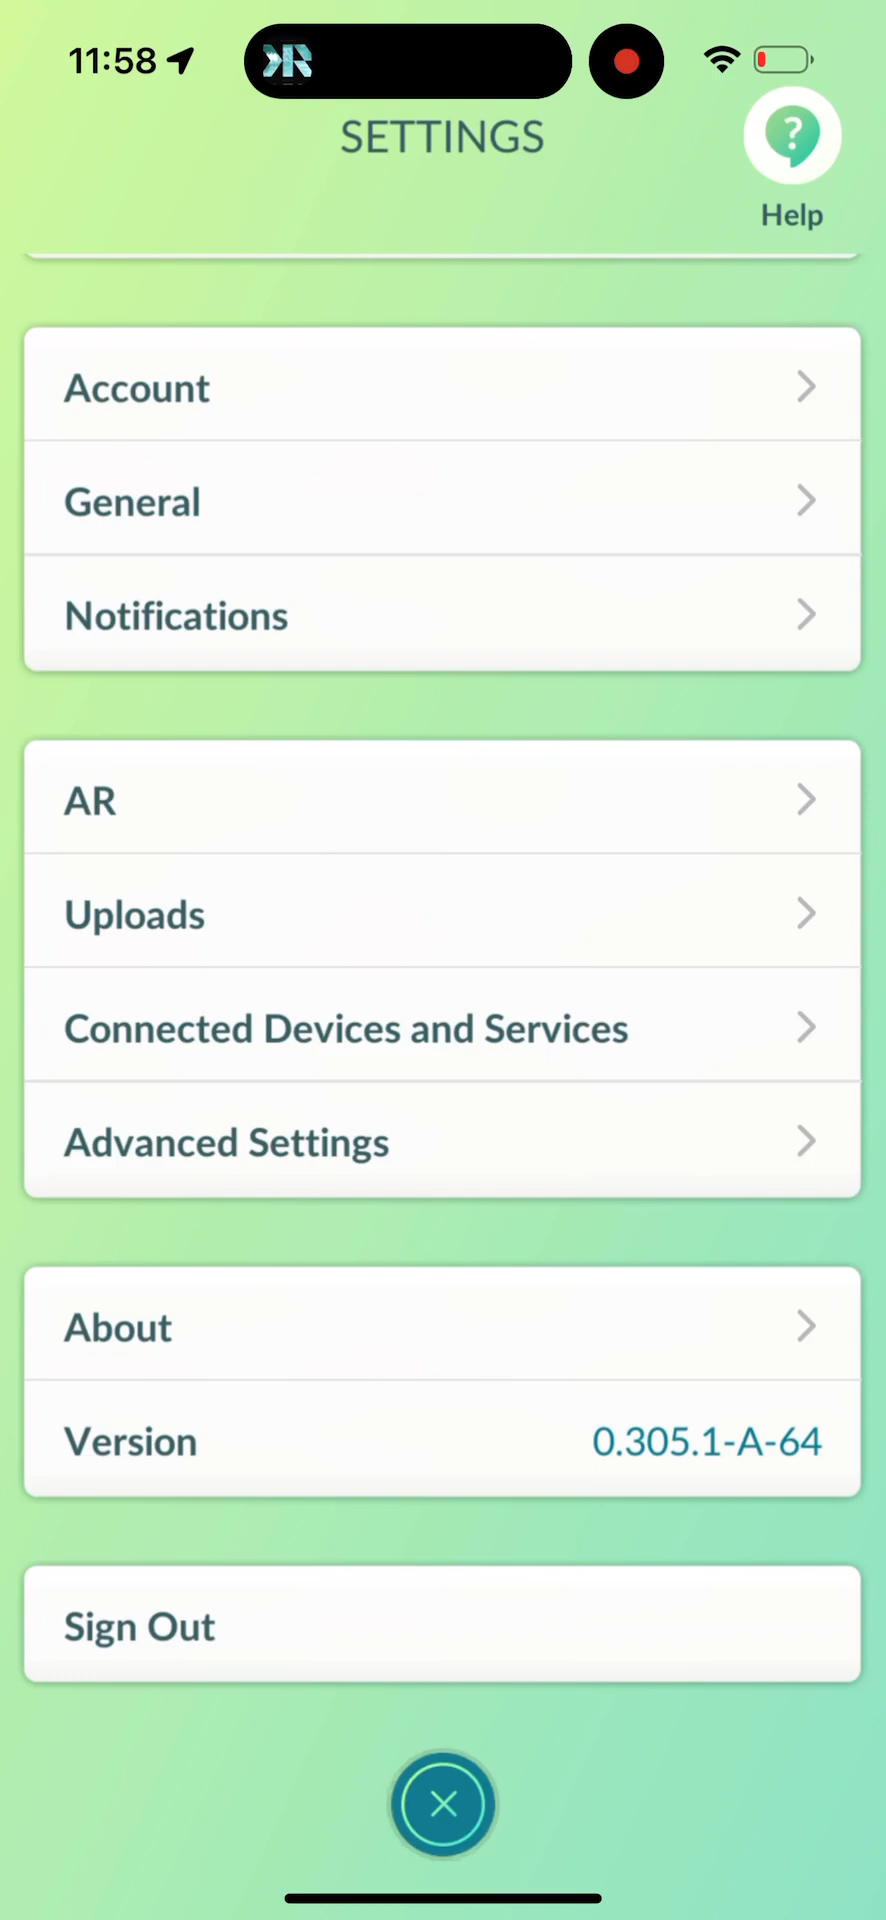 11:58
SETTINGS
?
Help
Account
General
Notifications
AR
Uploads
Connected Devices and Services
Advanced Settings
About
Version 0.305.1-A-64
Sign Out